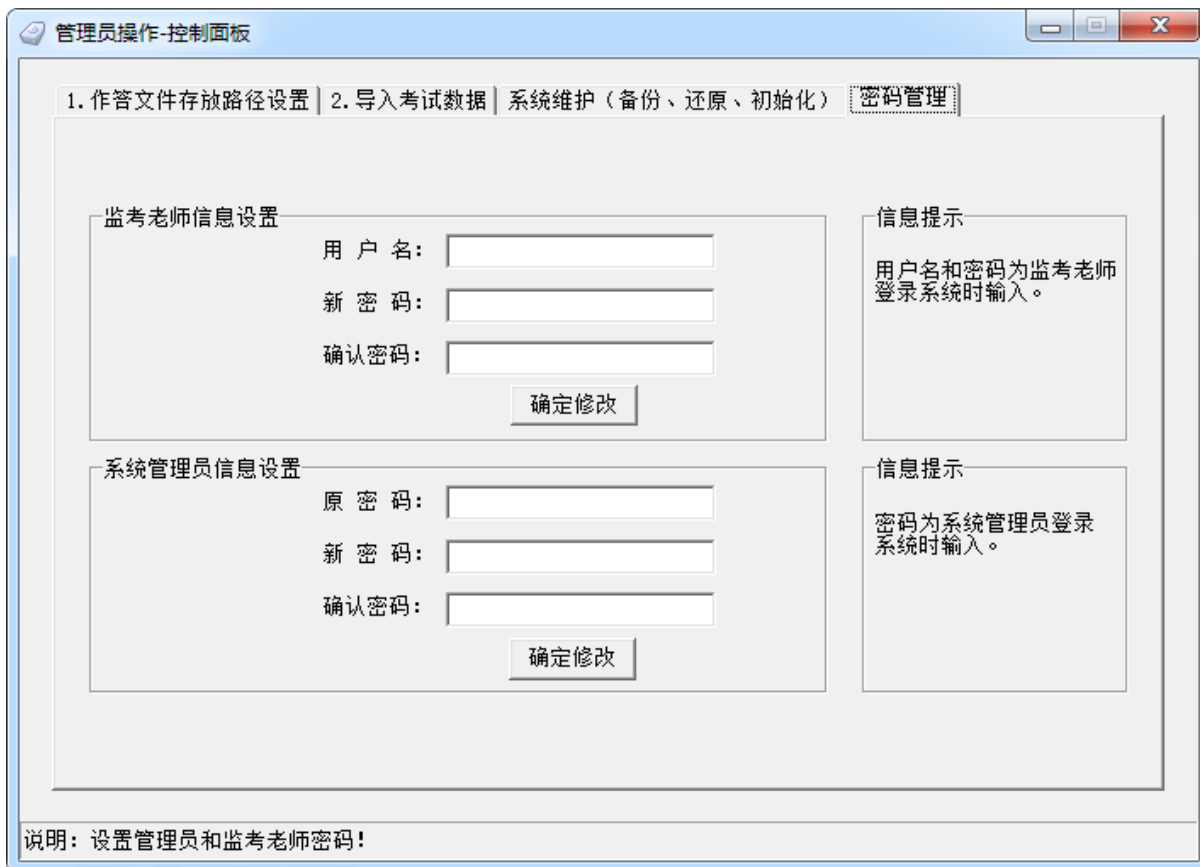 管理员操作-控制面板
1.作答文件存放路径设置 2.导入考试数据 系统维护（备份、还原、初始化） 密码管理
监考老师信息设置
用 户 名：
新 密 码：
确认密码：
确定修改
信息提示
用户名和密码为监考老师
登录系统时输入。
系统管理员信息设置
原 密 码：
新 密 码：
确认密码：
确定修改
信息提示
密码为系统管理员登录
系统时输入。
说明：设置管理员和监考老师密码!